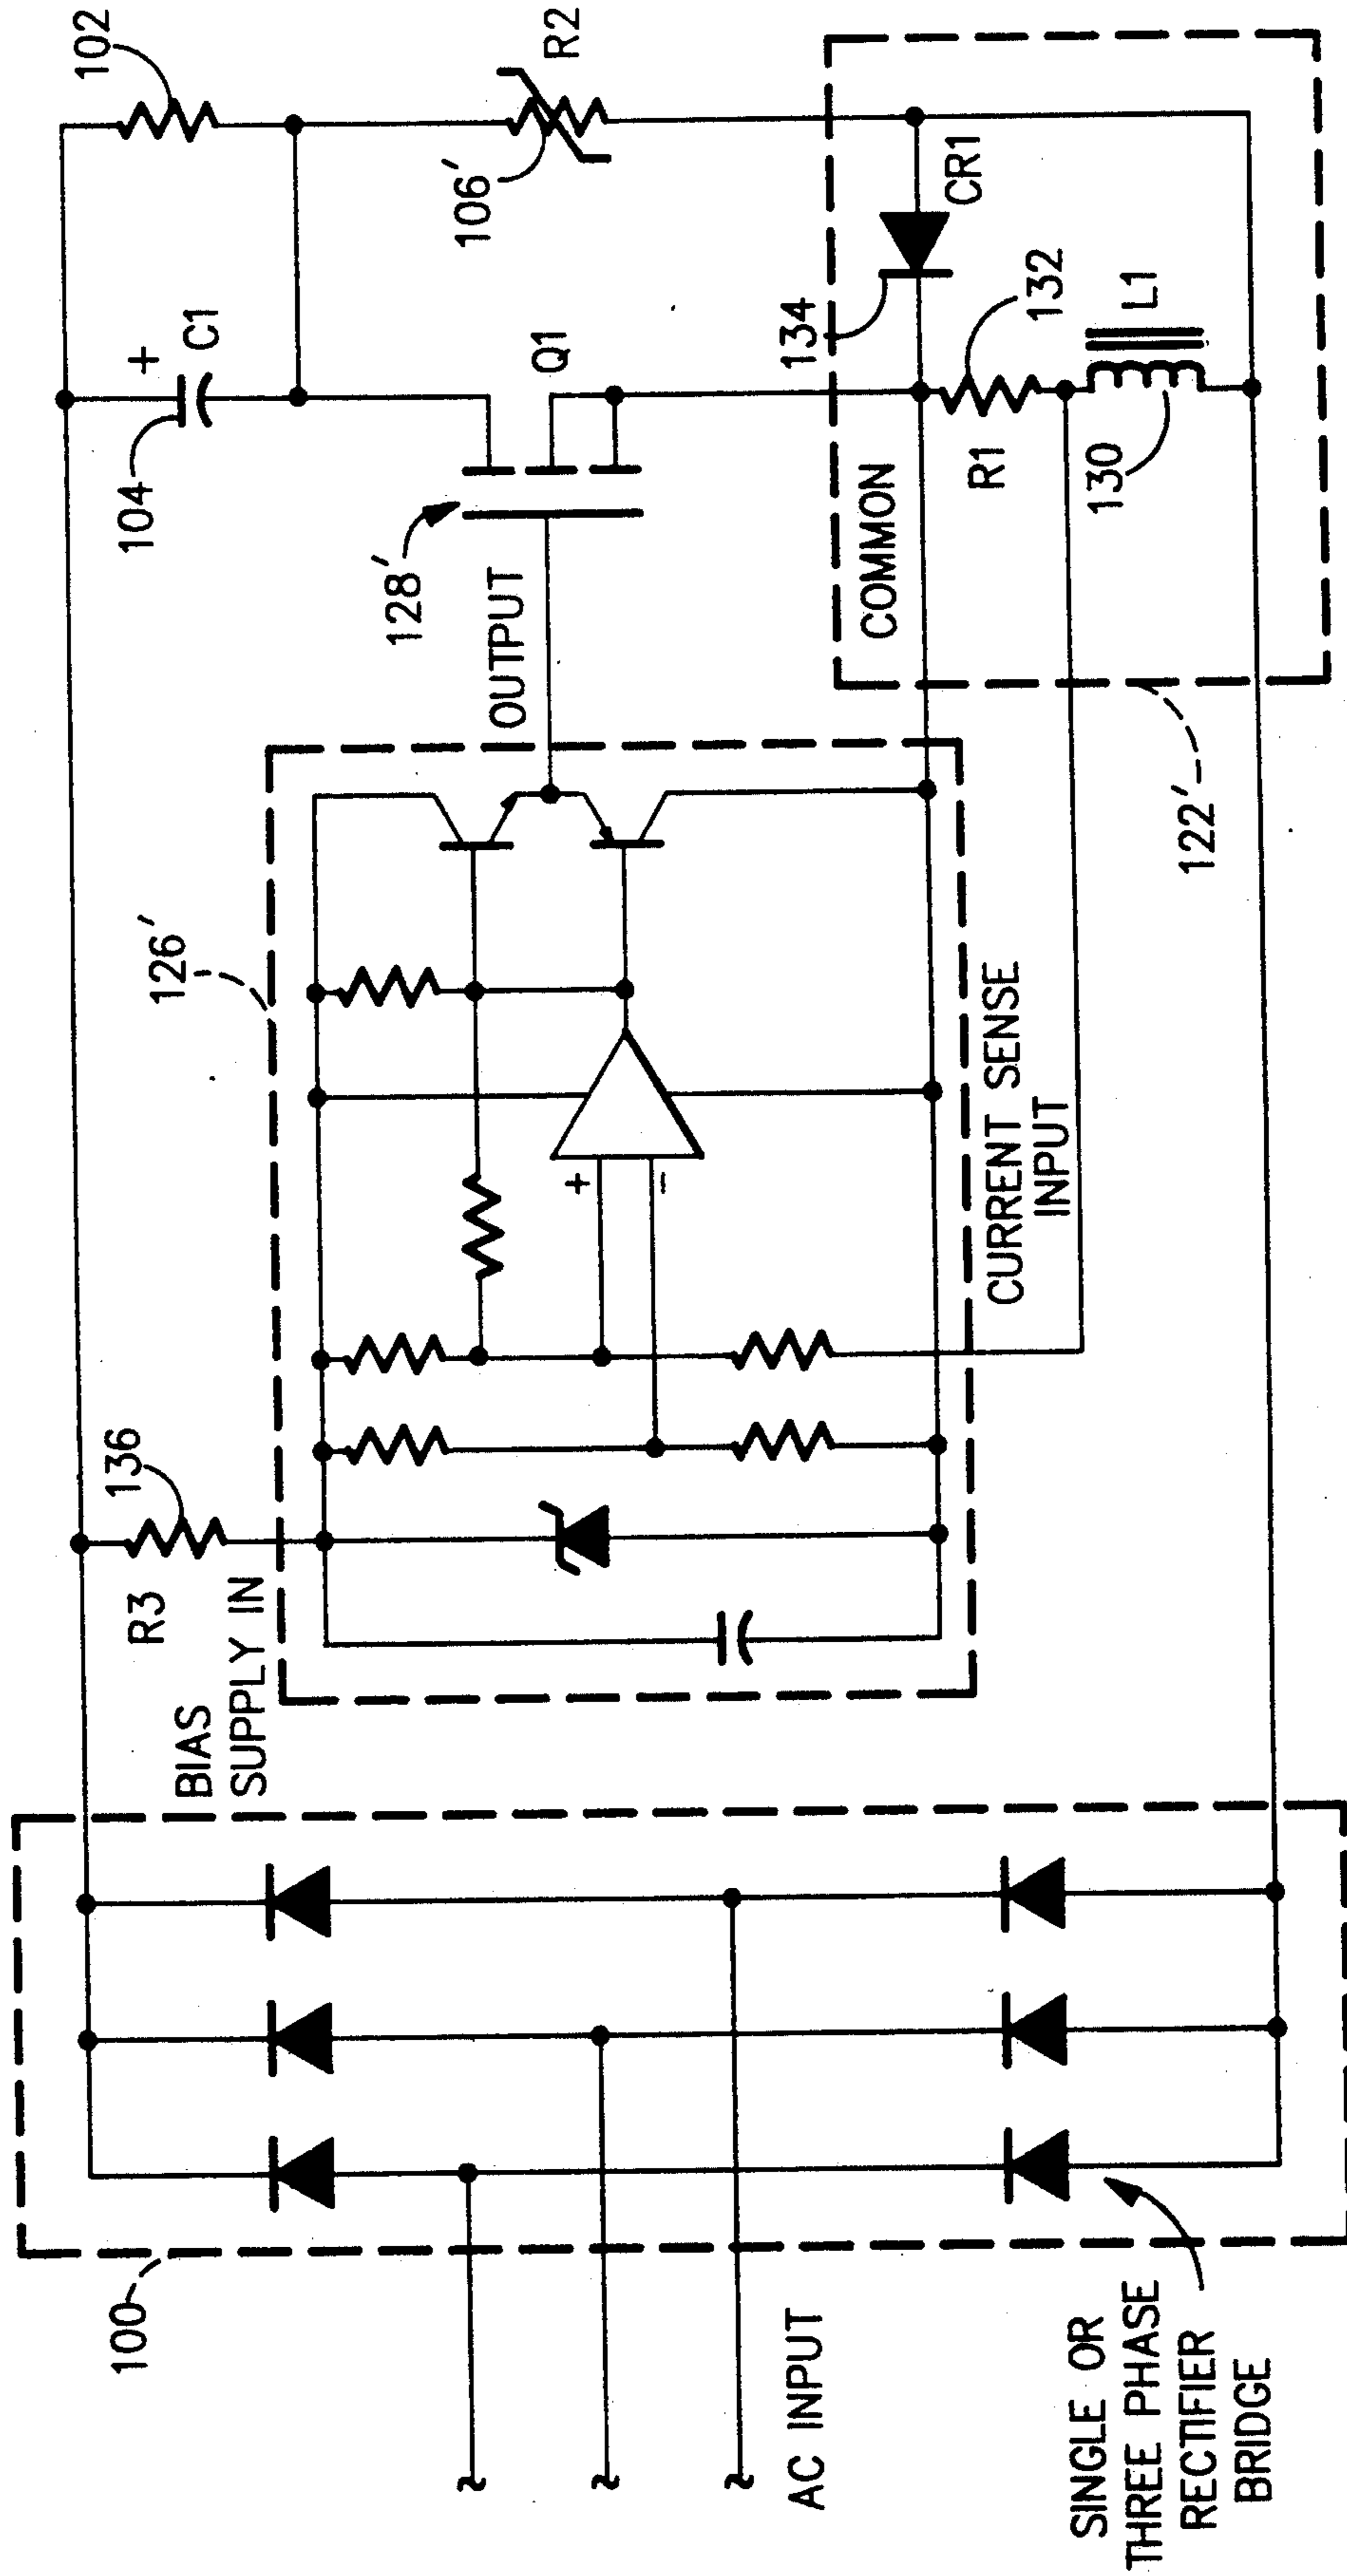 100
SINGLE OR
THREE PHASE
RECTIFIER
BRIDGE
AC INPUT
BIAS
SUPPLY IN
R3
136
126'
+
-
CURRENT SENSE
INPUT
OUTPUT
128'
Q1
104
+
C1
102
106'
R2
COMMON
134
CR1
R1
132
130
L1
122'